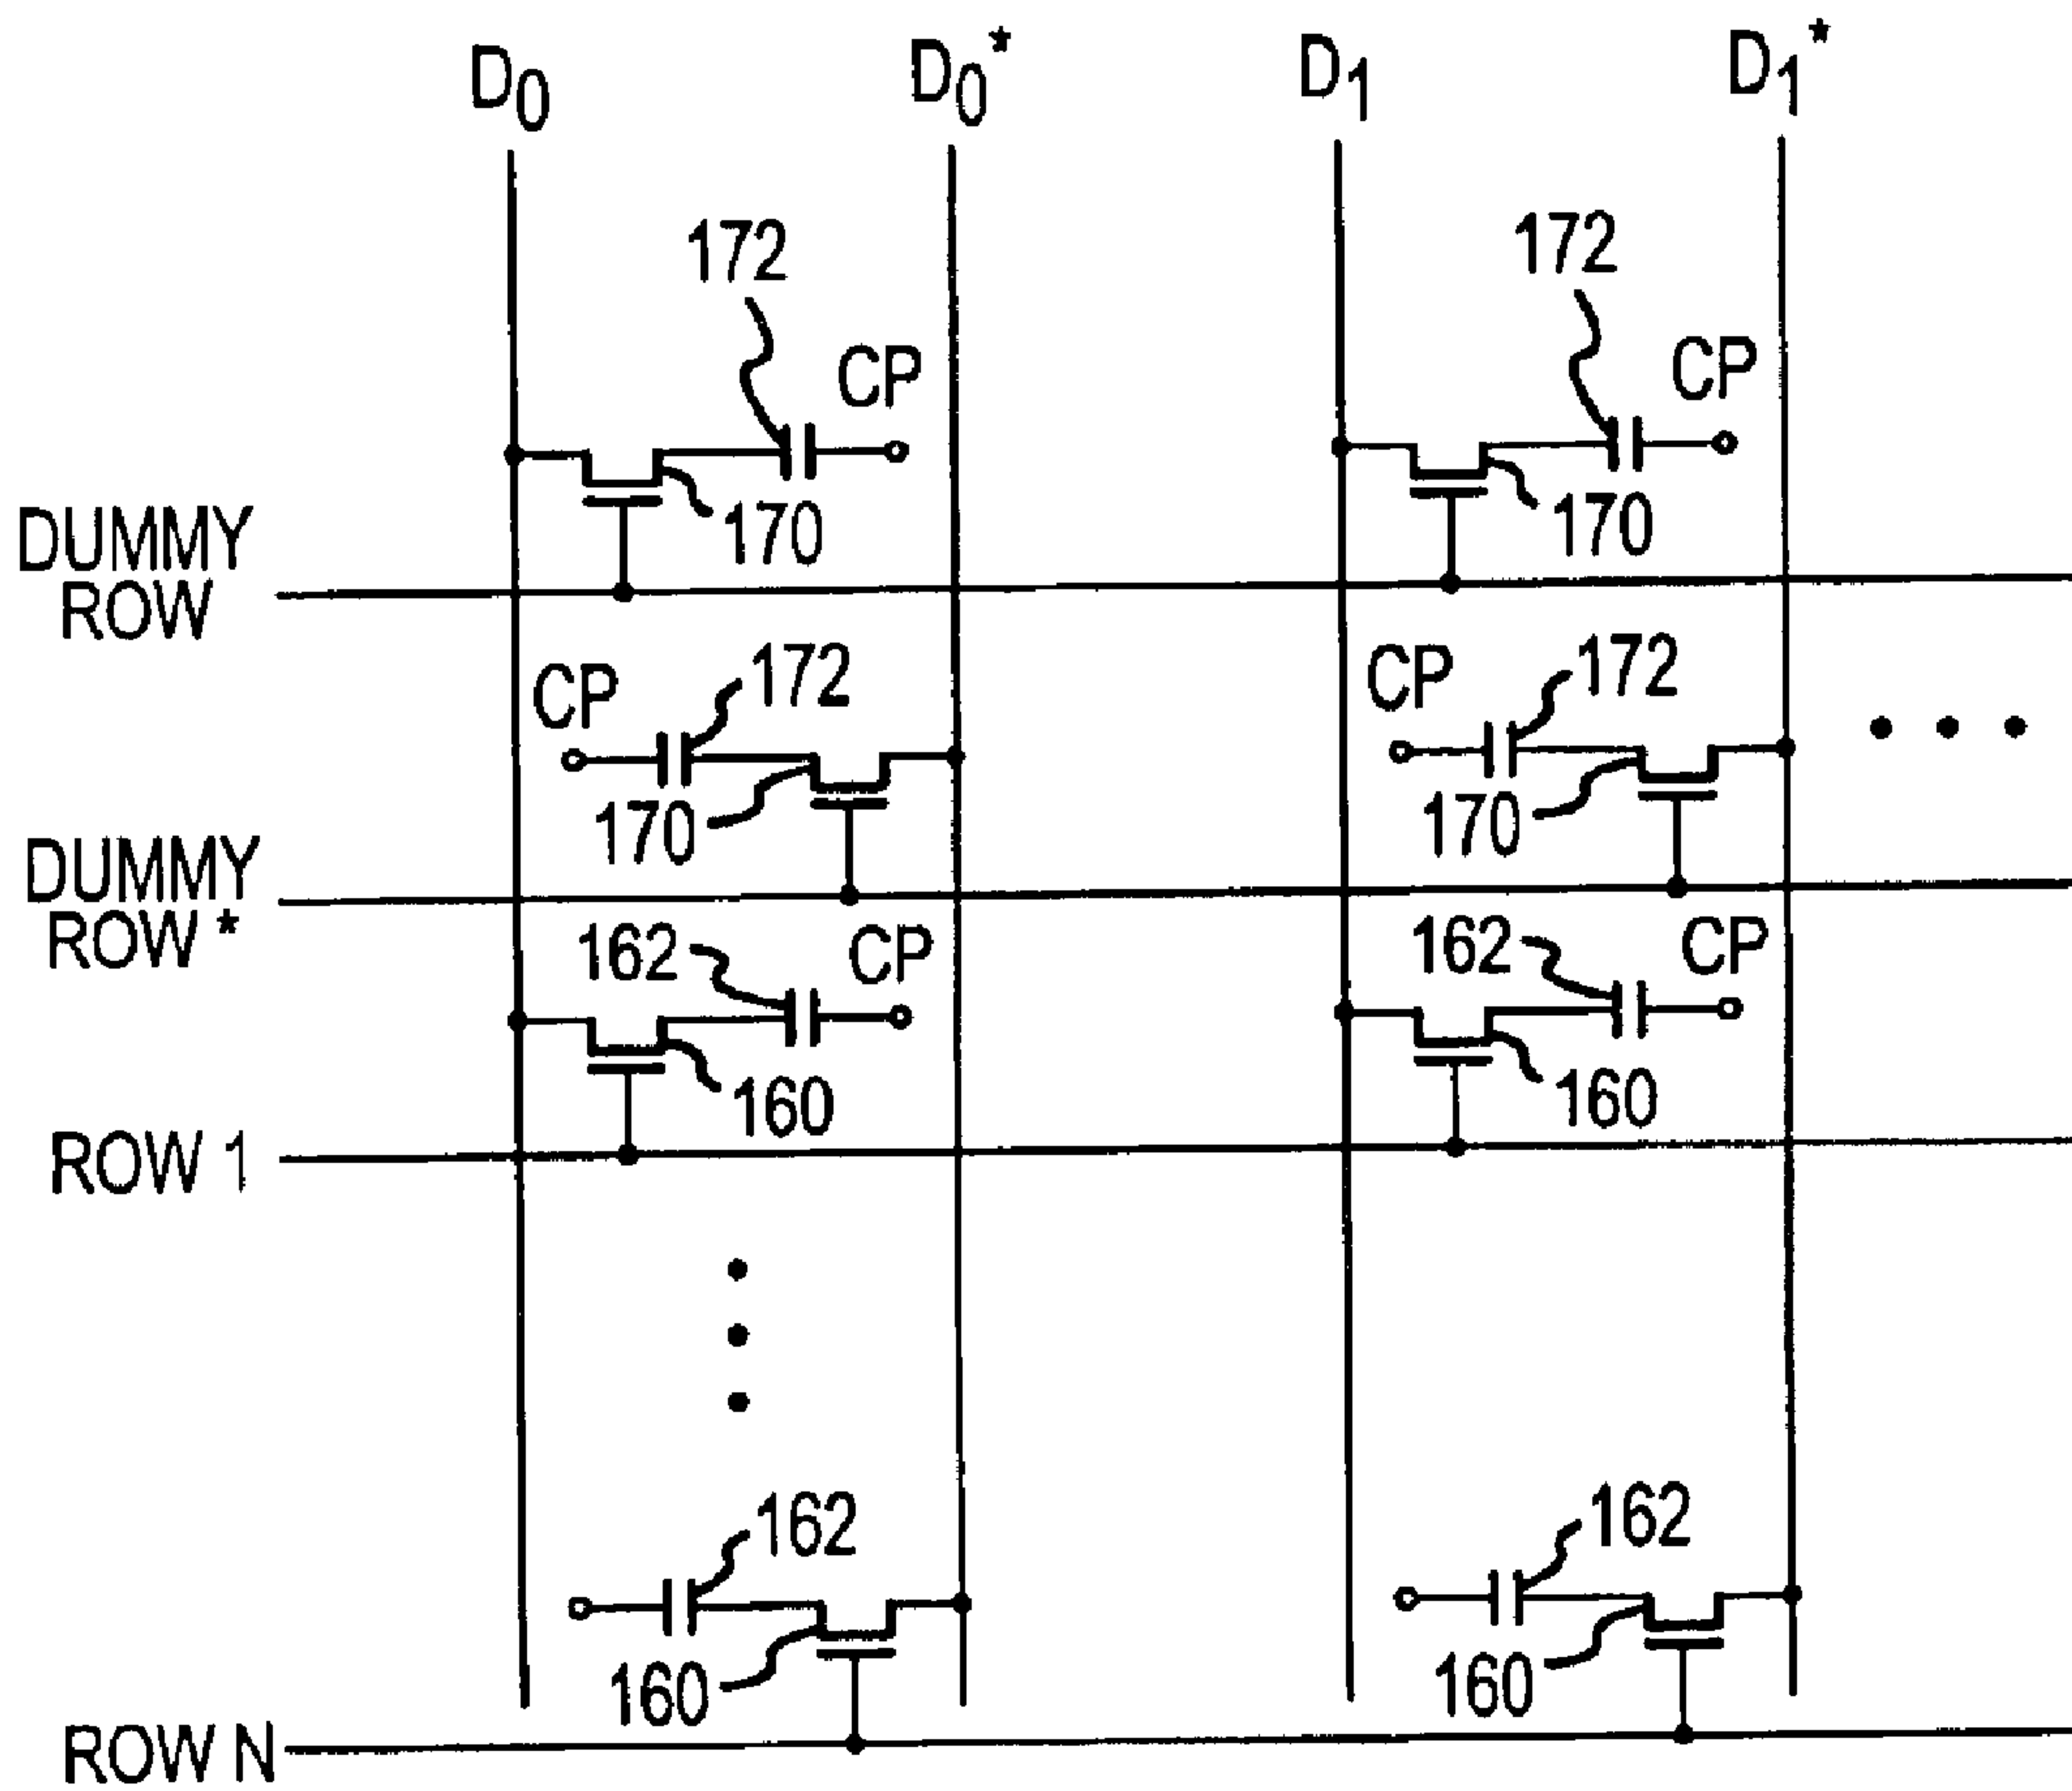 D0 D0* D1 D1*
172 172
CP CP
170 170
DUMMY
ROW
CP 172 CP 172
170 170
DUMMY
ROW *
162 CP 162 CP
160 160
ROW 1
162 162
160 160
ROW N